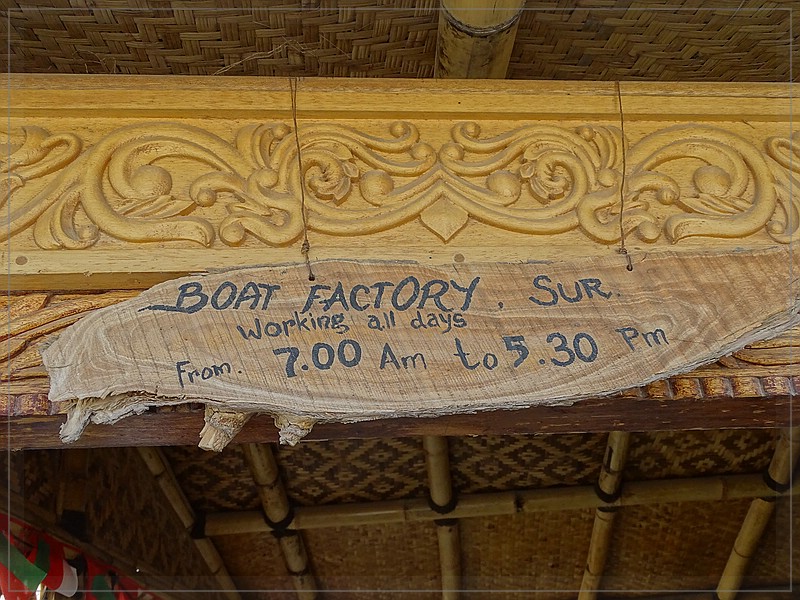 BOAT FACTORY, SUR.
Working all days
From. 7.00 Am to 5.30 Pm